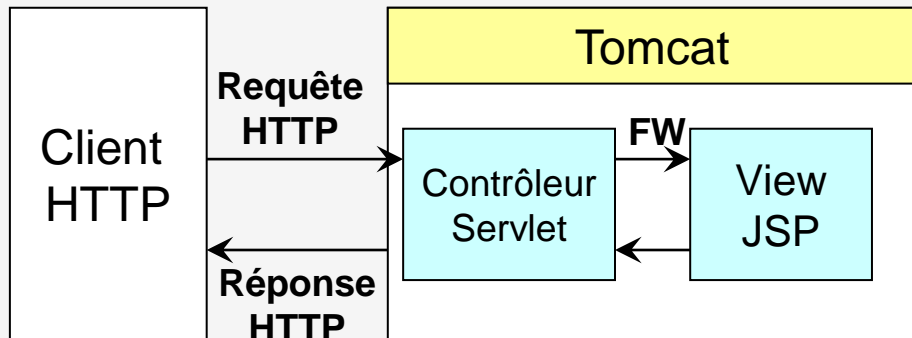 Tomcat
Requête
HTTP
Client
HTTP
FW
Contrôleur
Servlet
View
JSP
Réponse
HTTP